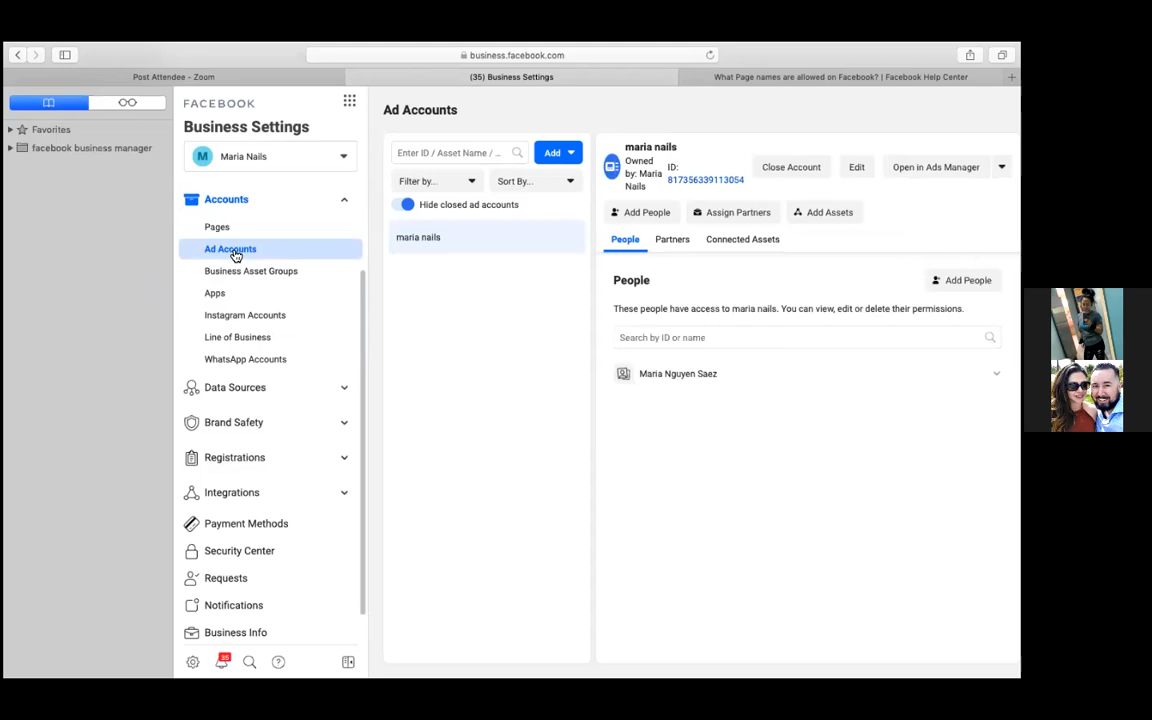 business.facebook.com
Post Attendee - Zoom
(35) Business Settings
What Page names are allowed on Facebook? | Facebook Help Center
Favorites
facebook business manager
FACEBOOK
Business Settings
M
Maria Nails
Accounts
Pages
Ad Accounts
Business Asset Groups
Apps
Instagram Accounts
Line of Business
WhatsApp Accounts
Data Sources
Brand Safety
Registrations
Integrations
Payment Methods
Security Center
Requests
Notifications
Business Info
35
Ad Accounts
Enter ID / Asset Name / ...
Add
Filter by...
Sort By...
Hide closed ad accounts
maria nails
maria nails
Owned
by: Maria
Nails
ID:
817356339113054
Close Account
Edit
Open in Ads Manager
Add People
Assign Partners
Add Assets
People
Partners
Connected Assets
People
Add People
These people have access to maria nails. You can view, edit or delete their permissions.
Search by ID or name
Maria Nguyen Saez